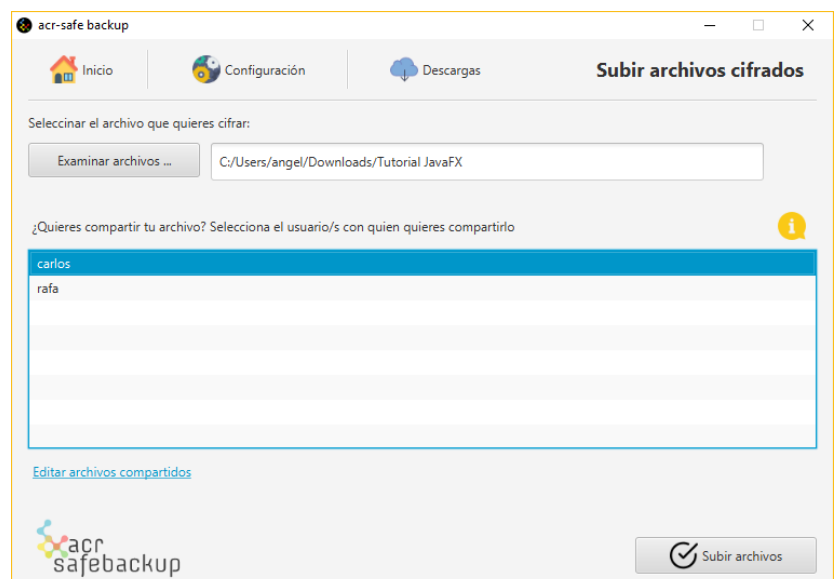 acr-safe backup
Inicio
Configuración
Descargas
Subir archivos cifrados
Seleccinar el archivo que quieres cifrar:
Examinar archivos ...
C:/Users/angel/Downloads/Tutorial JavaFX
¿Quieres compartir tu archivo? Selecciona el usuario/s con quien quieres compartirlo
i
carlos
rafa
Editar archivos compartidos
acr
safebackup
Subir archivos